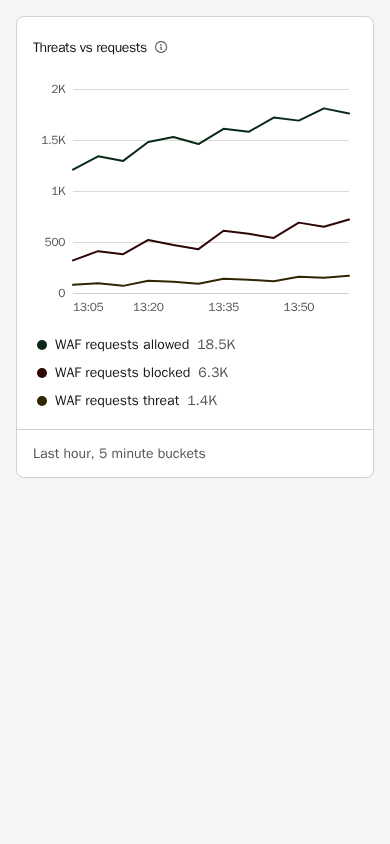 Threats vs requests
2K
1.5K
1K
500
0
13:05 13:20 13:35 13:50
WAF requests allowed 18.5K
WAF requests blocked 6.3K
WAF requests threat 1.4K
Last hour, 5 minute buckets